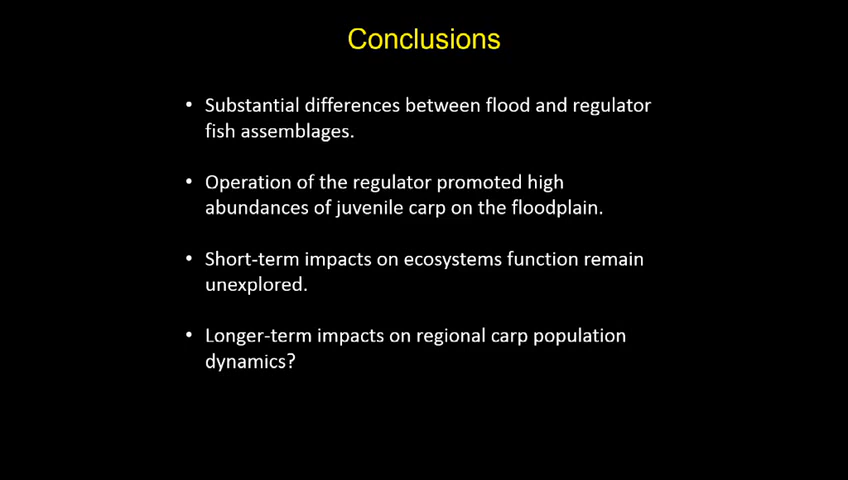 Conclusions
• Substantial differences between flood and regulator
fish assemblages.
• Operation of the regulator promoted high
abundances of juvenile carp on the floodplain.
• Short-term impacts on ecosystems function remain
unexplored.
• Longer-term impacts on regional carp population
dynamics?